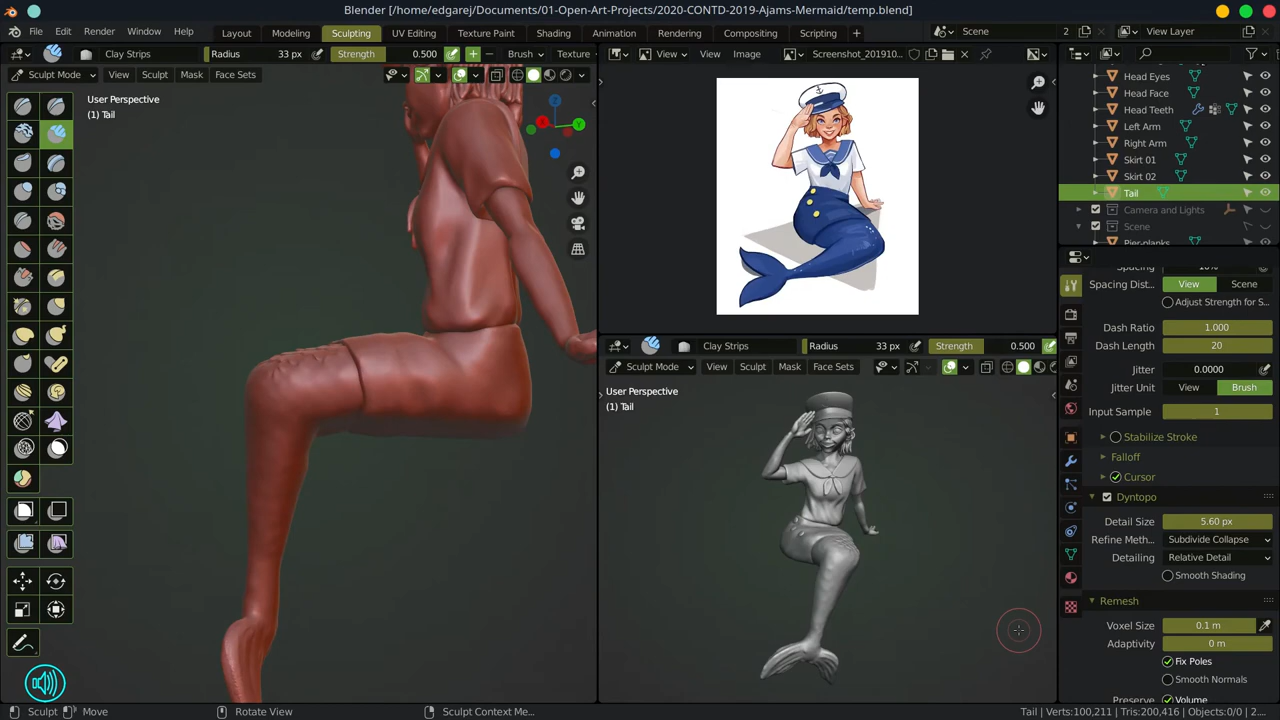 Blender [/home/edgarej/Documents/01-Open-Art-Projects/2020-CONTD-2019-Ajams-Mermaid/temp.blend]
File Edit Render Window Help Layout Modeling Sculpting UV Editing Texture Paint Shading Animation Rendering Compositing Scripting + Scene 2 View Layer
Clay Strips Radius 33 px Strength 0.500 Brush Texture
View View Image Screenshot_201910...
Sculpt Mode View Sculpt Mask Face Sets
User Perspective
(1) Tail
Head Eyes
Head Face
Head Teeth
Left Arm
Right Arm
Skirt 01
Skirt 02
Tail
Camera and Lights
Scene
Pier-planks
Spacing 10%
Spacing Dist... View Scene
Adjust Strength for S...
Dash Ratio 1.000
Dash Length 20
Jitter 0.0000
Jitter Unit View Brush
Input Sample 1
Stabilize Stroke
Falloff
Cursor
Dyntopo
Detail Size 5.60 px
Refine Meth... Subdivide Collapse
Detailing Relative Detail
Smooth Shading
Remesh
Voxel Size 0.1 m
Adaptivity 0 m
Fix Poles
Smooth Normals
Preserve Volume
Clay Strips Radius 33 px Strength 0.500
Sculpt Mode View Sculpt Mask Face Sets
User Perspective
(1) Tail
Sculpt Move Rotate View Sculpt Context Me... Tail | Verts:100,211 | Tris:200,416 | Objects:0/0 | 2....